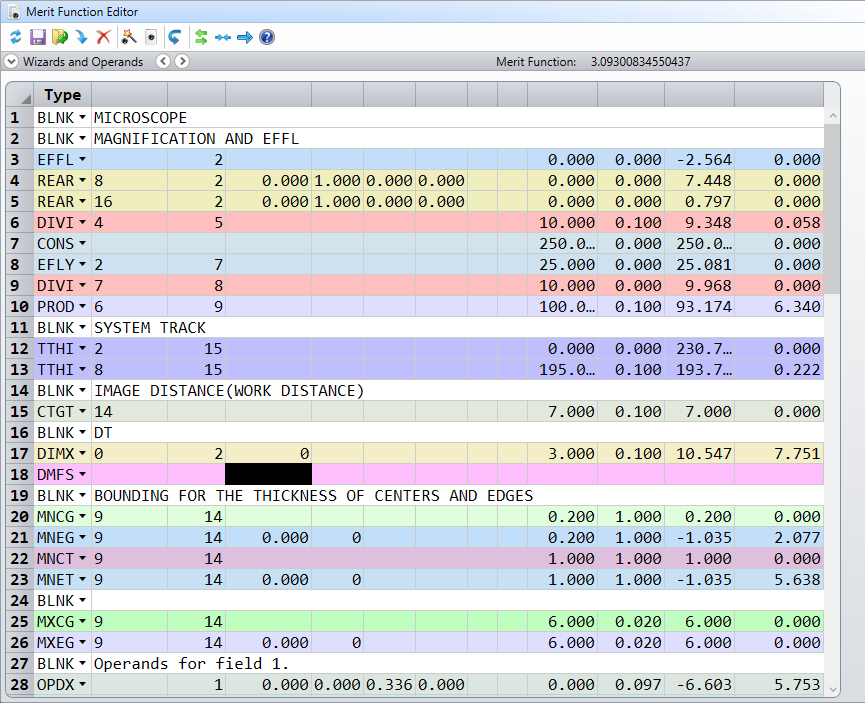 Merit Function Editor
Wizards and Operands Merit Function: 3.09300834550437
Type
1 BLNK MICROSCOPE
2 BLNK MAGNIFICATION AND EFFL
3 EFFL 2 0.000 0.000 -2.564 0.000
4 REAR 8 2 0.000 1.000 0.000 0.000 0.000 0.000 7.448 0.000
5 REAR 16 2 0.000 1.000 0.000 0.000 0.000 0.000 0.797 0.000
6 DIVI 4 5 10.000 0.100 9.348 0.058
7 CONS 250.0... 0.000 250.0... 0.000
8 EFLY 2 7 25.000 0.000 25.081 0.000
9 DIVI 7 8 10.000 0.000 9.968 0.000
10 PROD 6 9 100.0... 0.100 93.174 6.340
11 BLNK SYSTEM TRACK
12 TTHI 2 15 0.000 0.000 230.7... 0.000
13 TTHI 8 15 195.0... 0.100 193.7... 0.222
14 BLNK IMAGE DISTANCE(WORK DISTANCE)
15 CTGT 14 7.000 0.100 7.000 0.000
16 BLNK DT
17 DIMX 0 2 0 3.000 0.100 10.547 7.751
18 DMFS
19 BLNK BOUNDING FOR THE THICKNESS OF CENTERS AND EDGES
20 MNCG 9 14 0.200 1.000 0.200 0.000
21 MNEG 9 14 0.000 0 0.200 1.000 -1.035 2.077
22 MNCT 9 14 1.000 1.000 1.000 0.000
23 MNET 9 14 0.000 0 1.000 1.000 -1.035 5.638
24 BLNK
25 MXCG 9 14 6.000 0.020 6.000 0.000
26 MXEG 9 14 0.000 0 6.000 0.020 6.000 0.000
27 BLNK Operands for field 1.
28 OPDX 1 0.000 0.000 0.336 0.000 0.000 0.097 -6.603 5.753